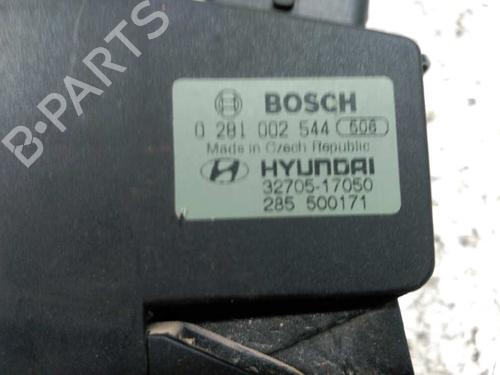 BOSCH
0 281 002 544 506
Made in Czech Republic
HYUNDAI
32705-17050
285 500171
B-PARTS